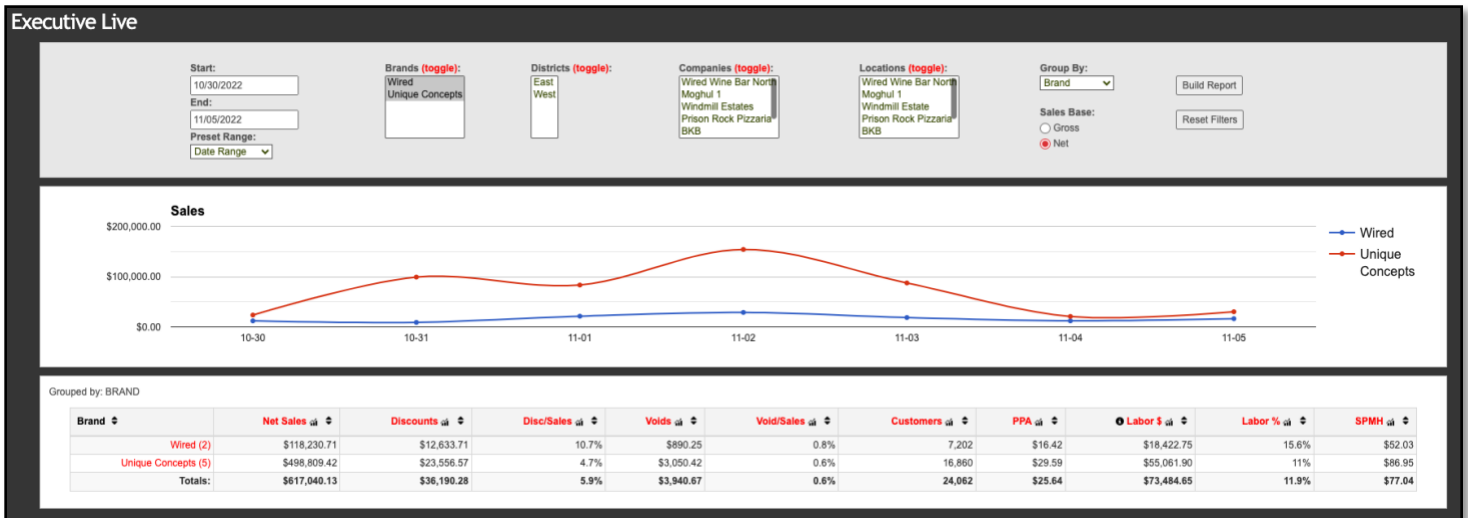 Executive Live
Start:
10/30/2022
End:
11/05/2022
Preset Range:
Date Range
Brands (toggle):
Wired
Unique Concepts
Districts (toggle):
East
West
Companies (toggle):
Wired Wine Bar North
Moghul 1
Windmill Estates
Prison Rock Pizzaria
BKB
Locations (toggle):
Wired Wine Bar North
Moghul 1
Windmill Estate
Prison Rock Pizzaria
BKB
Group By:
Brand
Sales Base:
Gross
Net
Build Report
Reset Filters
Sales
$200,000.00
$100,000.00
$0.00
10-30 10-31 11-01 11-02 11-03 11-04 11-05
Wired
Unique
Concepts
Grouped by: BRAND
Brand Net Sales Discounts Disc/Sales Voids Void/Sales Customers PPA Labor $ Labor % SPMH
Wired (2) $118,230.71 $12,633.71 10.7% $890.25 0.8% 7,202 $16.42 $18,422.75 15.6% $52.03
Unique Concepts (5) $498,809.42 $23,556.57 4.7% $3,050.42 0.6% 16,860 $29.59 $55,061.90 11% $86.95
Totals: $617,040.13 $36,190.28 5.9% $3,940.67 0.6% 24,062 $25.64 $73,484.65 11.9% $77.04